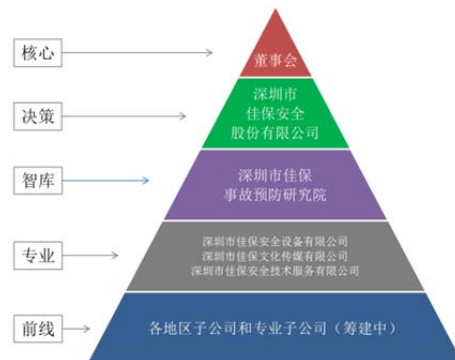 核心
董事会
决策
深圳市
佳保安全
股份有限公司
智库
深圳市佳保
事故预防研究院
专业
深圳市佳保安全设备有限公司
深圳市佳保文化传媒有限公司
深圳市佳保安全技术服务有限公司
前线
各地区子公司和专业子公司（筹建中）